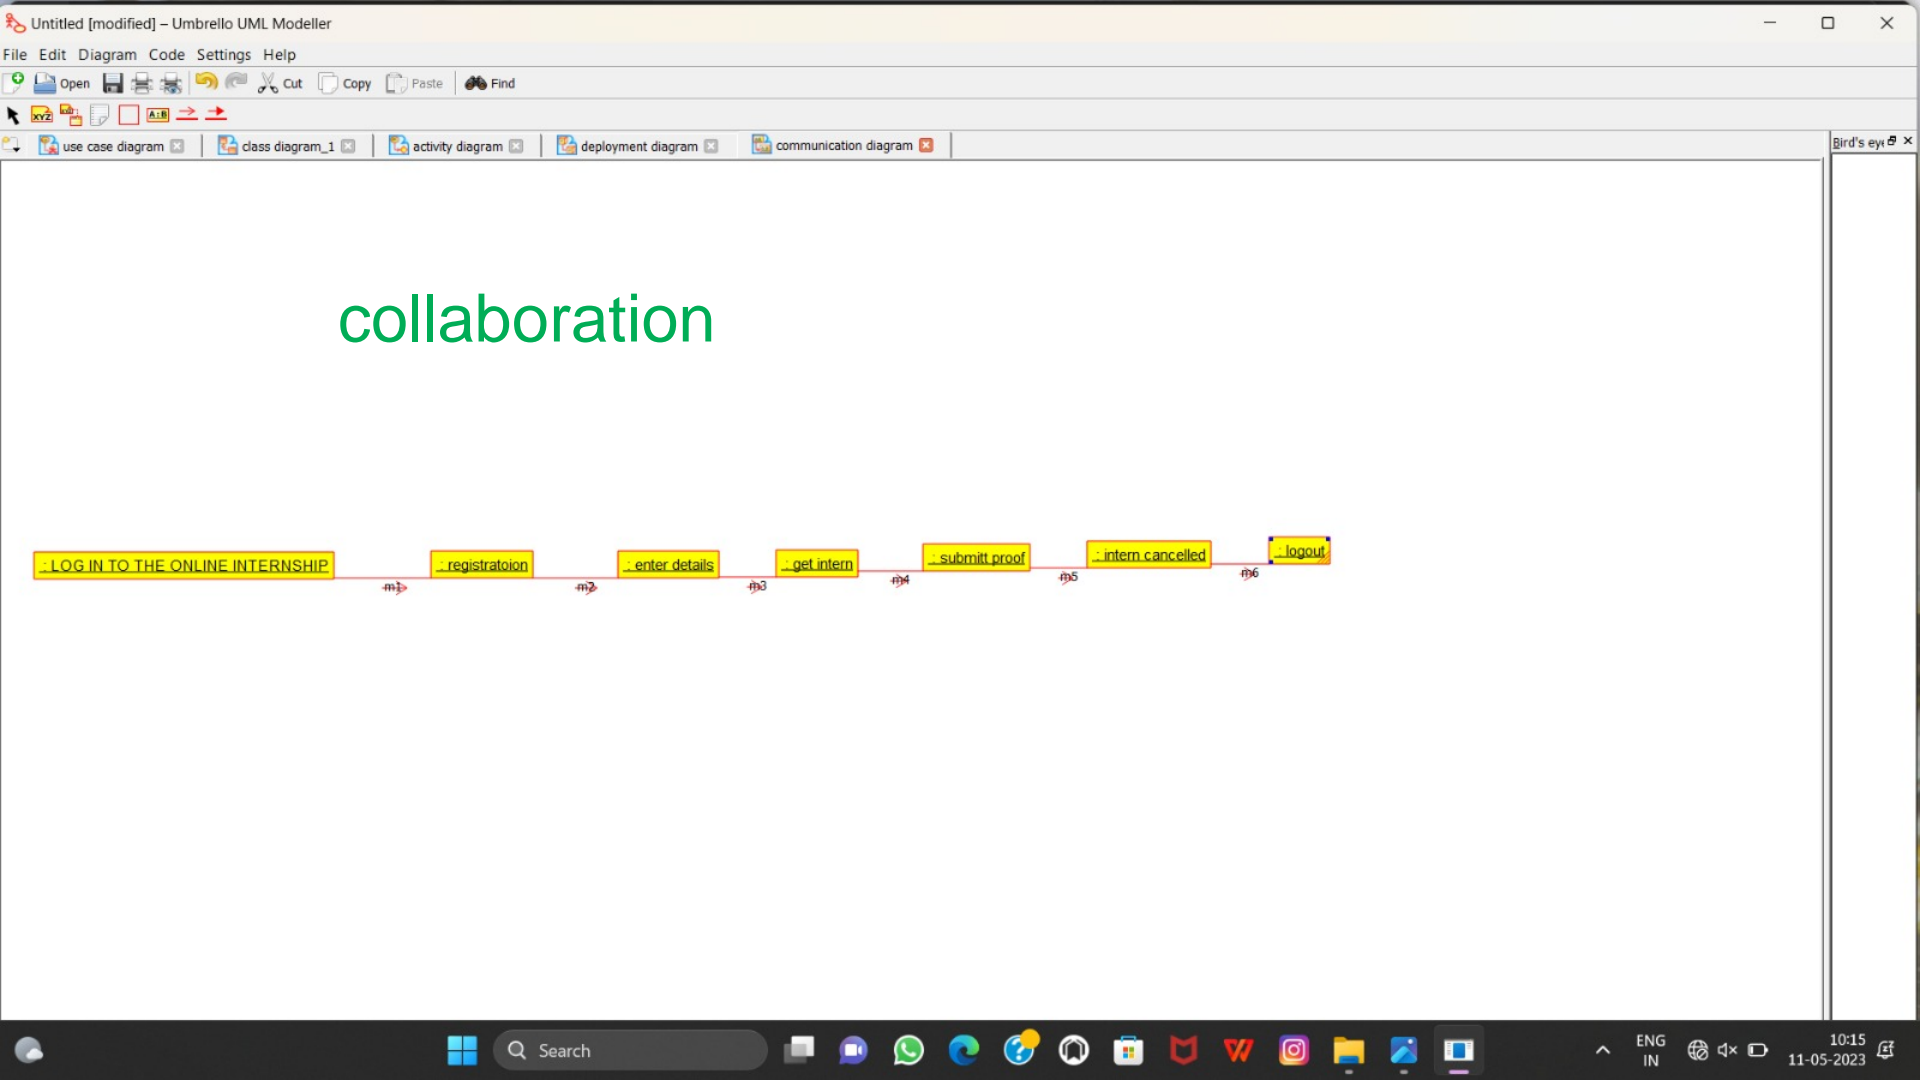 Untitled [modified] – Umbrello UML Modeller
File Edit Diagram Code Settings Help
Open Cut Copy Paste Find
XYZ A:B
use case diagram class diagram_1 activity diagram deployment diagram communication diagram Bird's eye
collaboration
: LOG IN TO THE ONLINE INTERNSHIP : registratoion : enter details : get intern : submitt proof : intern cancelled : logout
m1 m2 m3 m4 m5 m6
Search
ENG
IN
10:15
11-05-2023